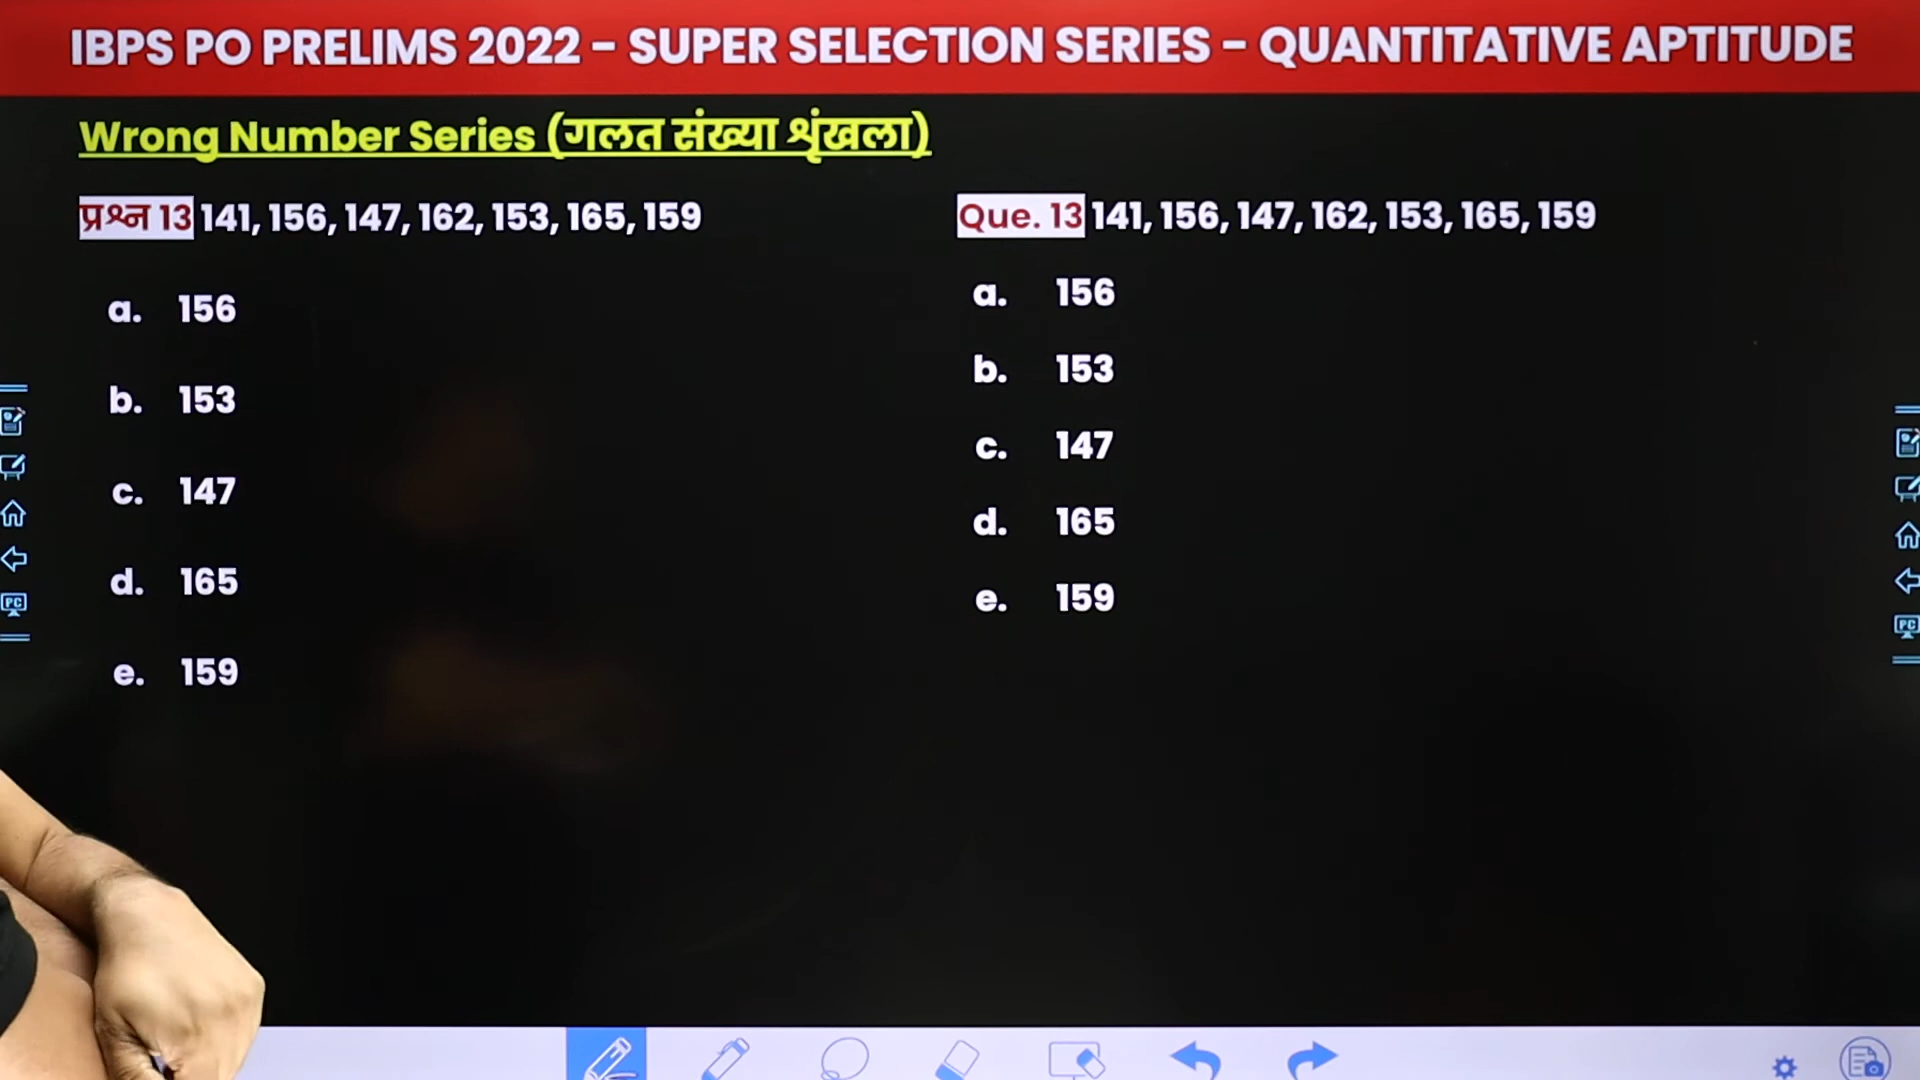 IBPS PO PRELIMS 2022 - SUPER SELECTION SERIES - QUANTITATIVE APTITUDE
Wrong Number Series (गलत संख्या श्रृंखला)
प्रश्न 13 141, 156, 147, 162, 153, 165, 159
a. 156
b. 153
c. 147
d. 165
e. 159
Que. 13 141, 156, 147, 162, 153, 165, 159
a. 156
b. 153
c. 147
d. 165
e. 159
PC
PC